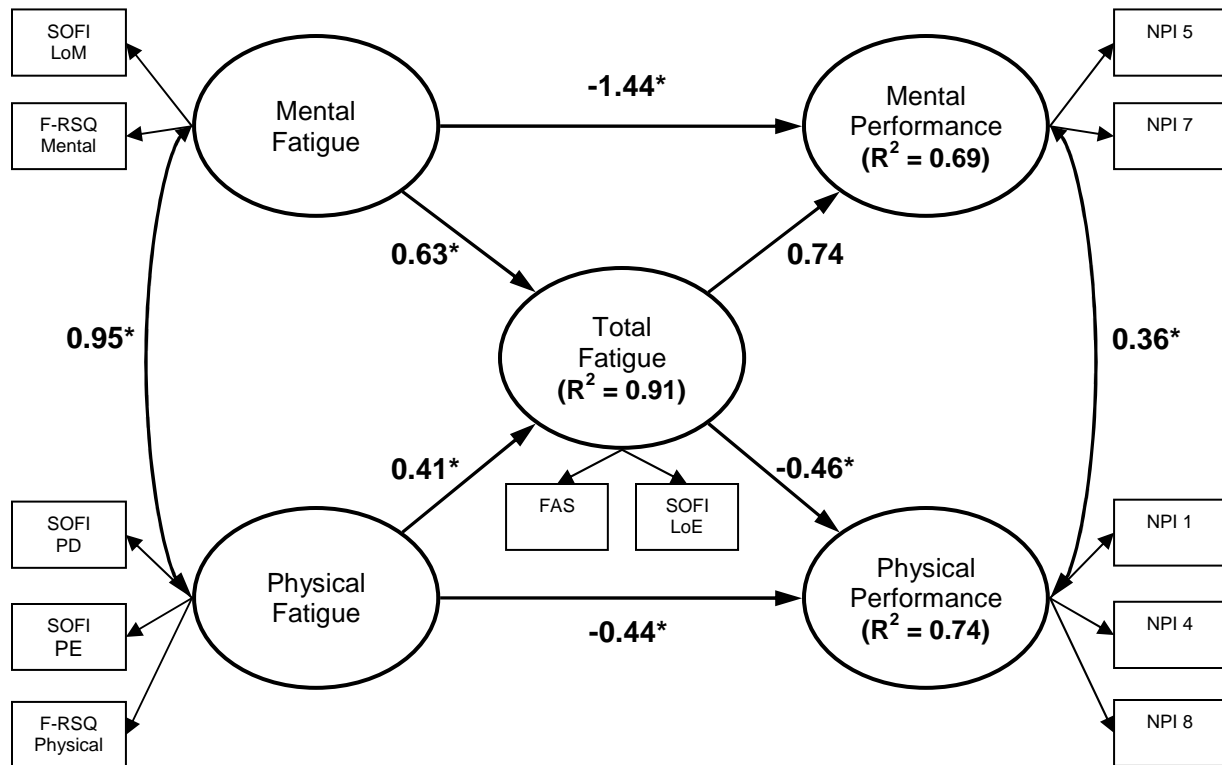 SOFI
LoM
F-RSQ
Mental
Mental
Fatigue
-1.44*
Mental
Performance
(R² = 0.69)
NPI 5
NPI 7
0.63*
0.74
0.95*
Total
Fatigue
(R² = 0.91)
0.36*
0.41*
-0.46*
FAS
SOFI
LoE
SOFI
PD
SOFI
PE
F-RSQ
Physical
Physical
Fatigue
-0.44*
Physical
Performance
(R² = 0.74)
NPI 1
NPI 4
NPI 8